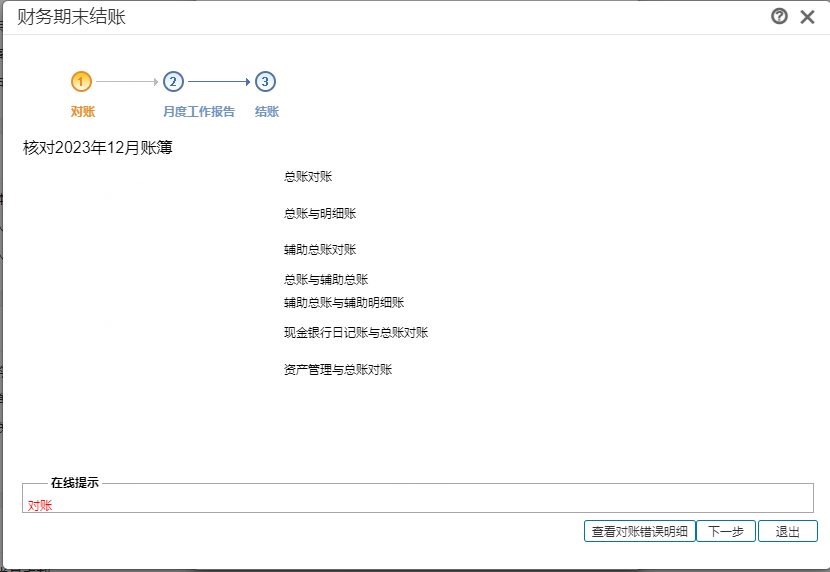 财务期末结账
1 2 3
对账 月度工作报告 结账
核对2023年12月账簿
总账对账
总账与明细账
辅助总账对账
总账与辅助总账
辅助总账与辅助明细账
现金银行日记账与总账对账
资产管理与总账对账
在线提示
对账
查看对账错误明细 下一步 退出